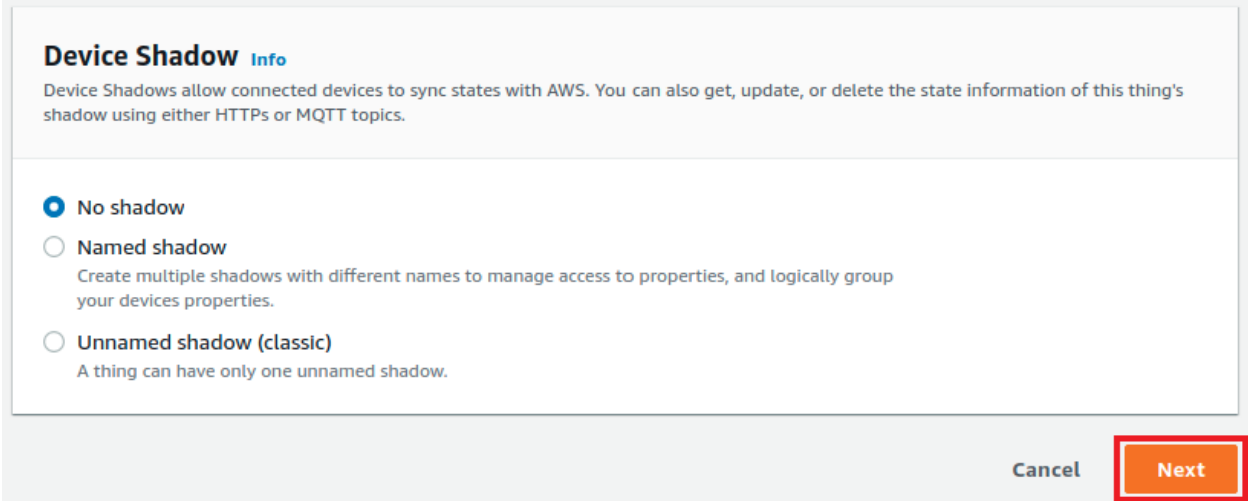 Device Shadow Info
Device Shadows allow connected devices to sync states with AWS. You can also get, update, or delete the state information of this thing's
shadow using either HTTPs or MQTT topics.
No shadow
Named shadow
Create multiple shadows with different names to manage access to properties, and logically group
your devices properties.
Unnamed shadow (classic)
A thing can have only one unnamed shadow.
Cancel Next